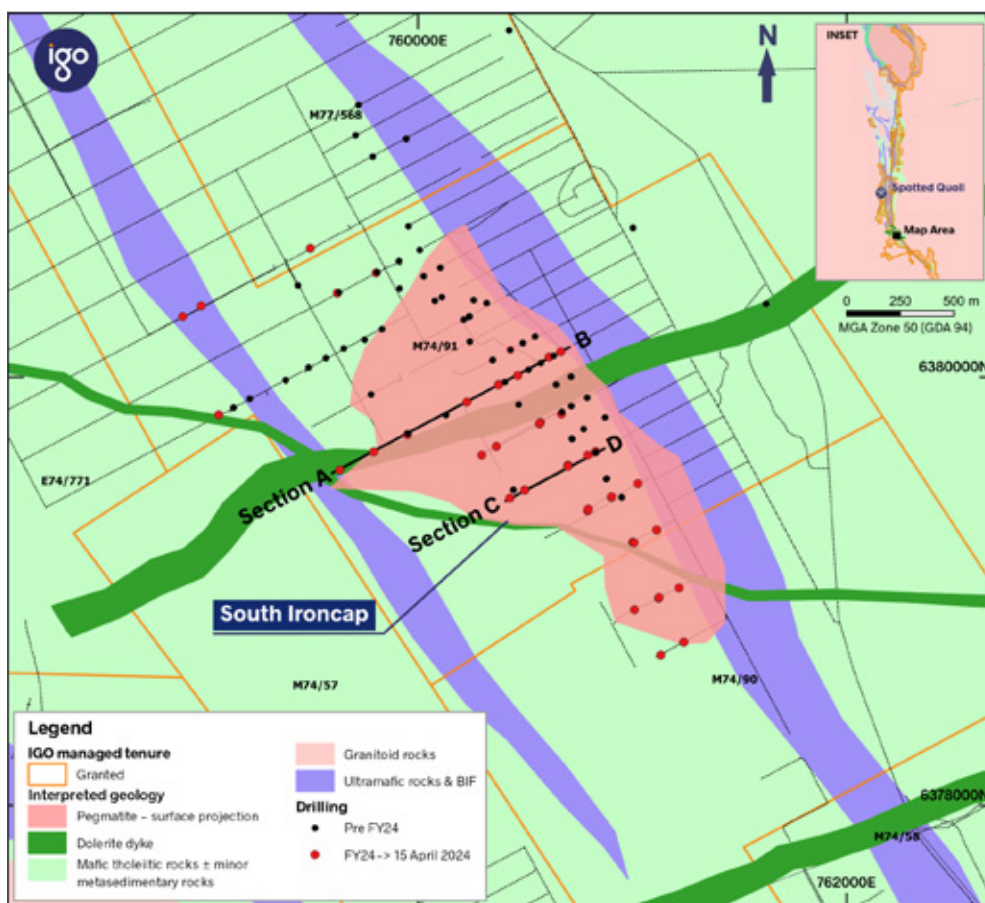 igo
760000E
N
INSET
Spotted Quoll
Map Area
0 250 500 m
MGA Zone 50 (GDA 94)
M77/568
M74/91
B
6380000N
E74/771
Section A
D
Section C
South Ironcap
M74/57
M74/90
6378000N
M74/58
762000E
Legend
IGO managed tenure
Granted
Interpreted geology
Pegmatite – surface projection
Dolerite dyke
Mafic tholeiitic rocks ± minor
metasedimentary rocks
Granitoid rocks
Ultramafic rocks & BIF
Drilling
Pre FY24
FY24-> 15 April 2024